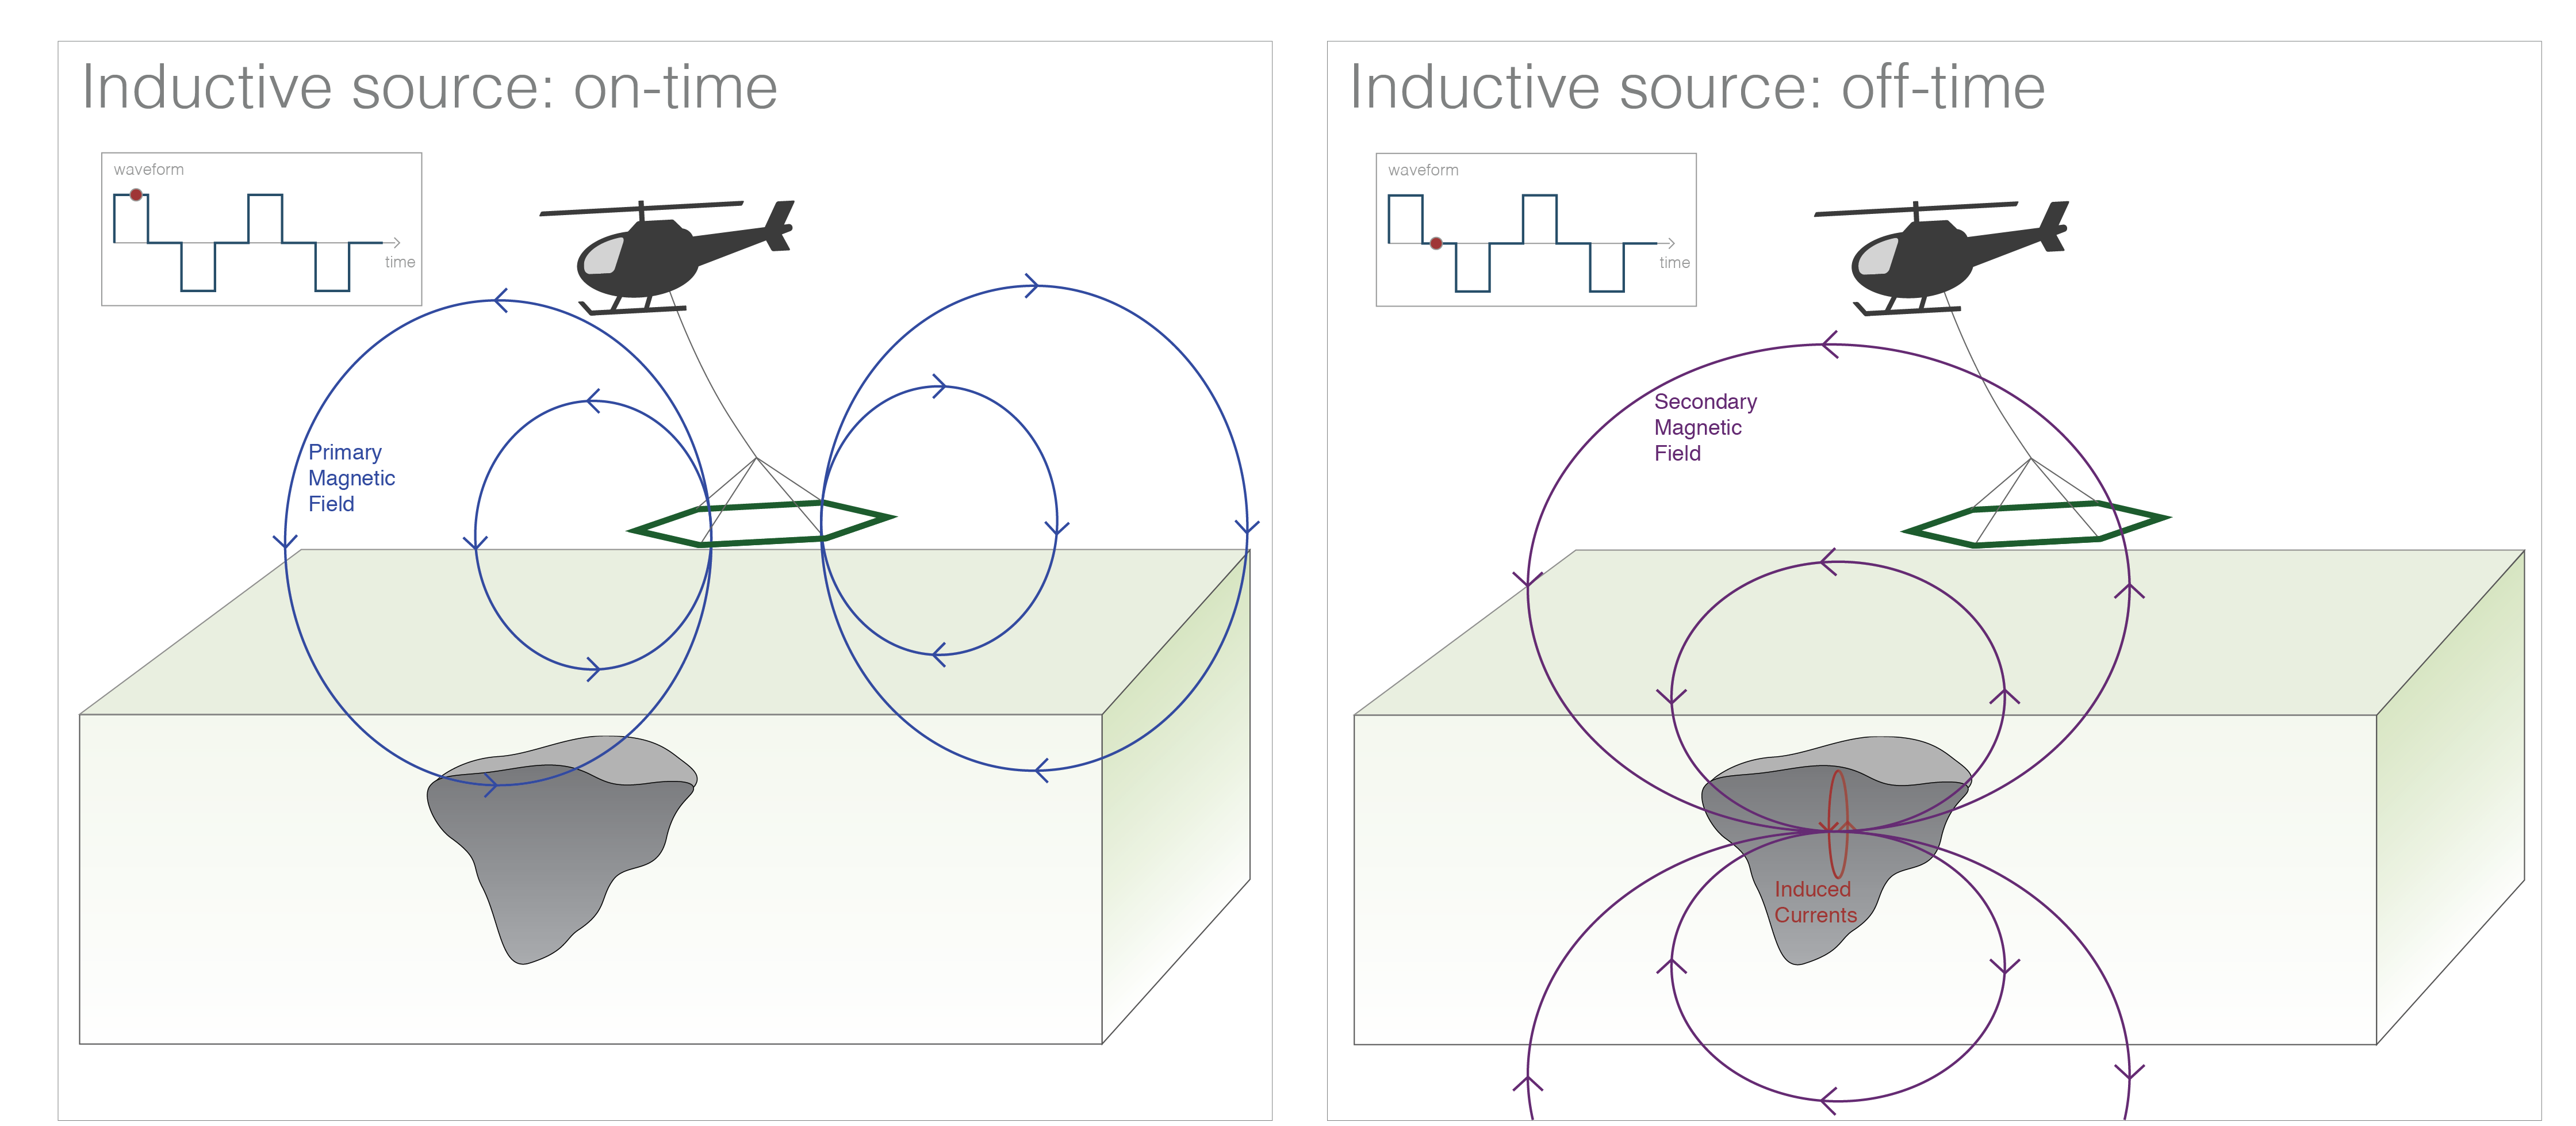 Inductive source: on-time
waveform
time
Primary
Magnetic
Field
Inductive source: off-time
waveform
time
Secondary
Magnetic
Field
Induced
Currents